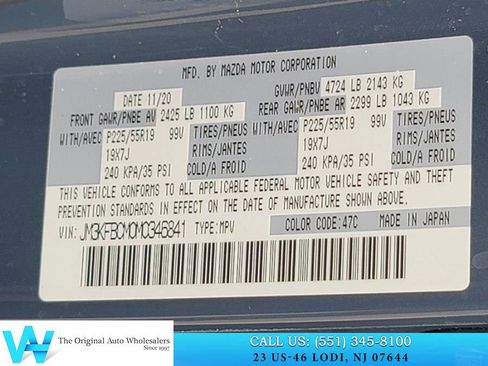 MFD. BY MAZDA MOTOR CORPORATION
DATE 11/20 GVWR/PNBV 4724 LB 2143 KG
FRONT GAWR/PNBE AV 2425 LB 1100 KG REAR GAWR/PNBE AR 2299 LB 1043 KG
WITH/AVEC P225/55R19 99V TIRES/PNEUS WITH/AVEC P225/55R19 99V TIRES/PNEUS
19X7J RIMS/JANTES 19X7J RIMS/JANTES
240 KPA/35 PSI COLD/A FROID 240 KPA/35 PSI COLD/A FROID
THIS VEHICLE CONFORMS TO ALL APPLICABLE FEDERAL MOTOR VEHICLE SAFETY AND THEFT
PREVENTION STANDARDS IN EFFECT ON THE DATE OF MANUFACTURE SHOWN ABOVE.
VIN: JM3KFBCM0M0346841 TYPE: MPV COLOR CODE: 47C MADE IN JAPAN
W
The Original Auto Wholesalers
Since 1997
CALL US: (551) 345-8100
23 US-46 LODI, NJ 07644